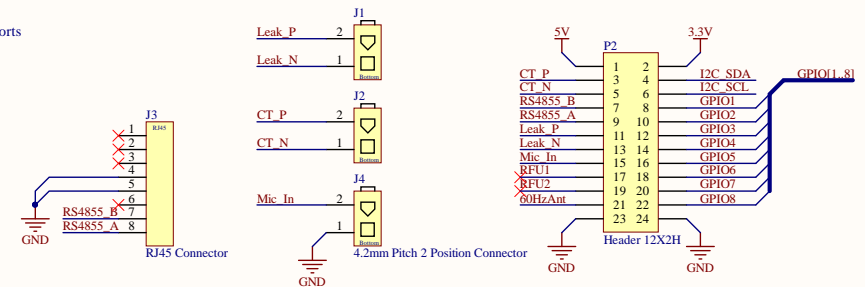 orts
J3
RJ45
1
2
3
4
5
6
RS4855_B 7
RS4855_A 8
GND
RJ45 Connector
J1
Leak_P 2
Leak_N 1
Bottom
J2
CT_P 2
CT_N 1
Bottom
J4
Mic_In 2
1
Bottom
GND
4.2mm Pitch 2 Position Connector
5V 3.3V
P2
1 2
CT_P 3 4 I2C_SDA
CT_N 5 6 I2C_SCL
RS4855_B 7 8 GPIO1
RS4855_A 9 10 GPIO2
Leak_P 11 12 GPIO3
Leak_N 13 14 GPIO4
Mic_In 15 16 GPIO5
RFU1 17 18 GPIO6
RFU2 19 20 GPIO7
60HzAnt 21 22 GPIO8
23 24
GPIO[1..8]
Header 12X2H
GND GND